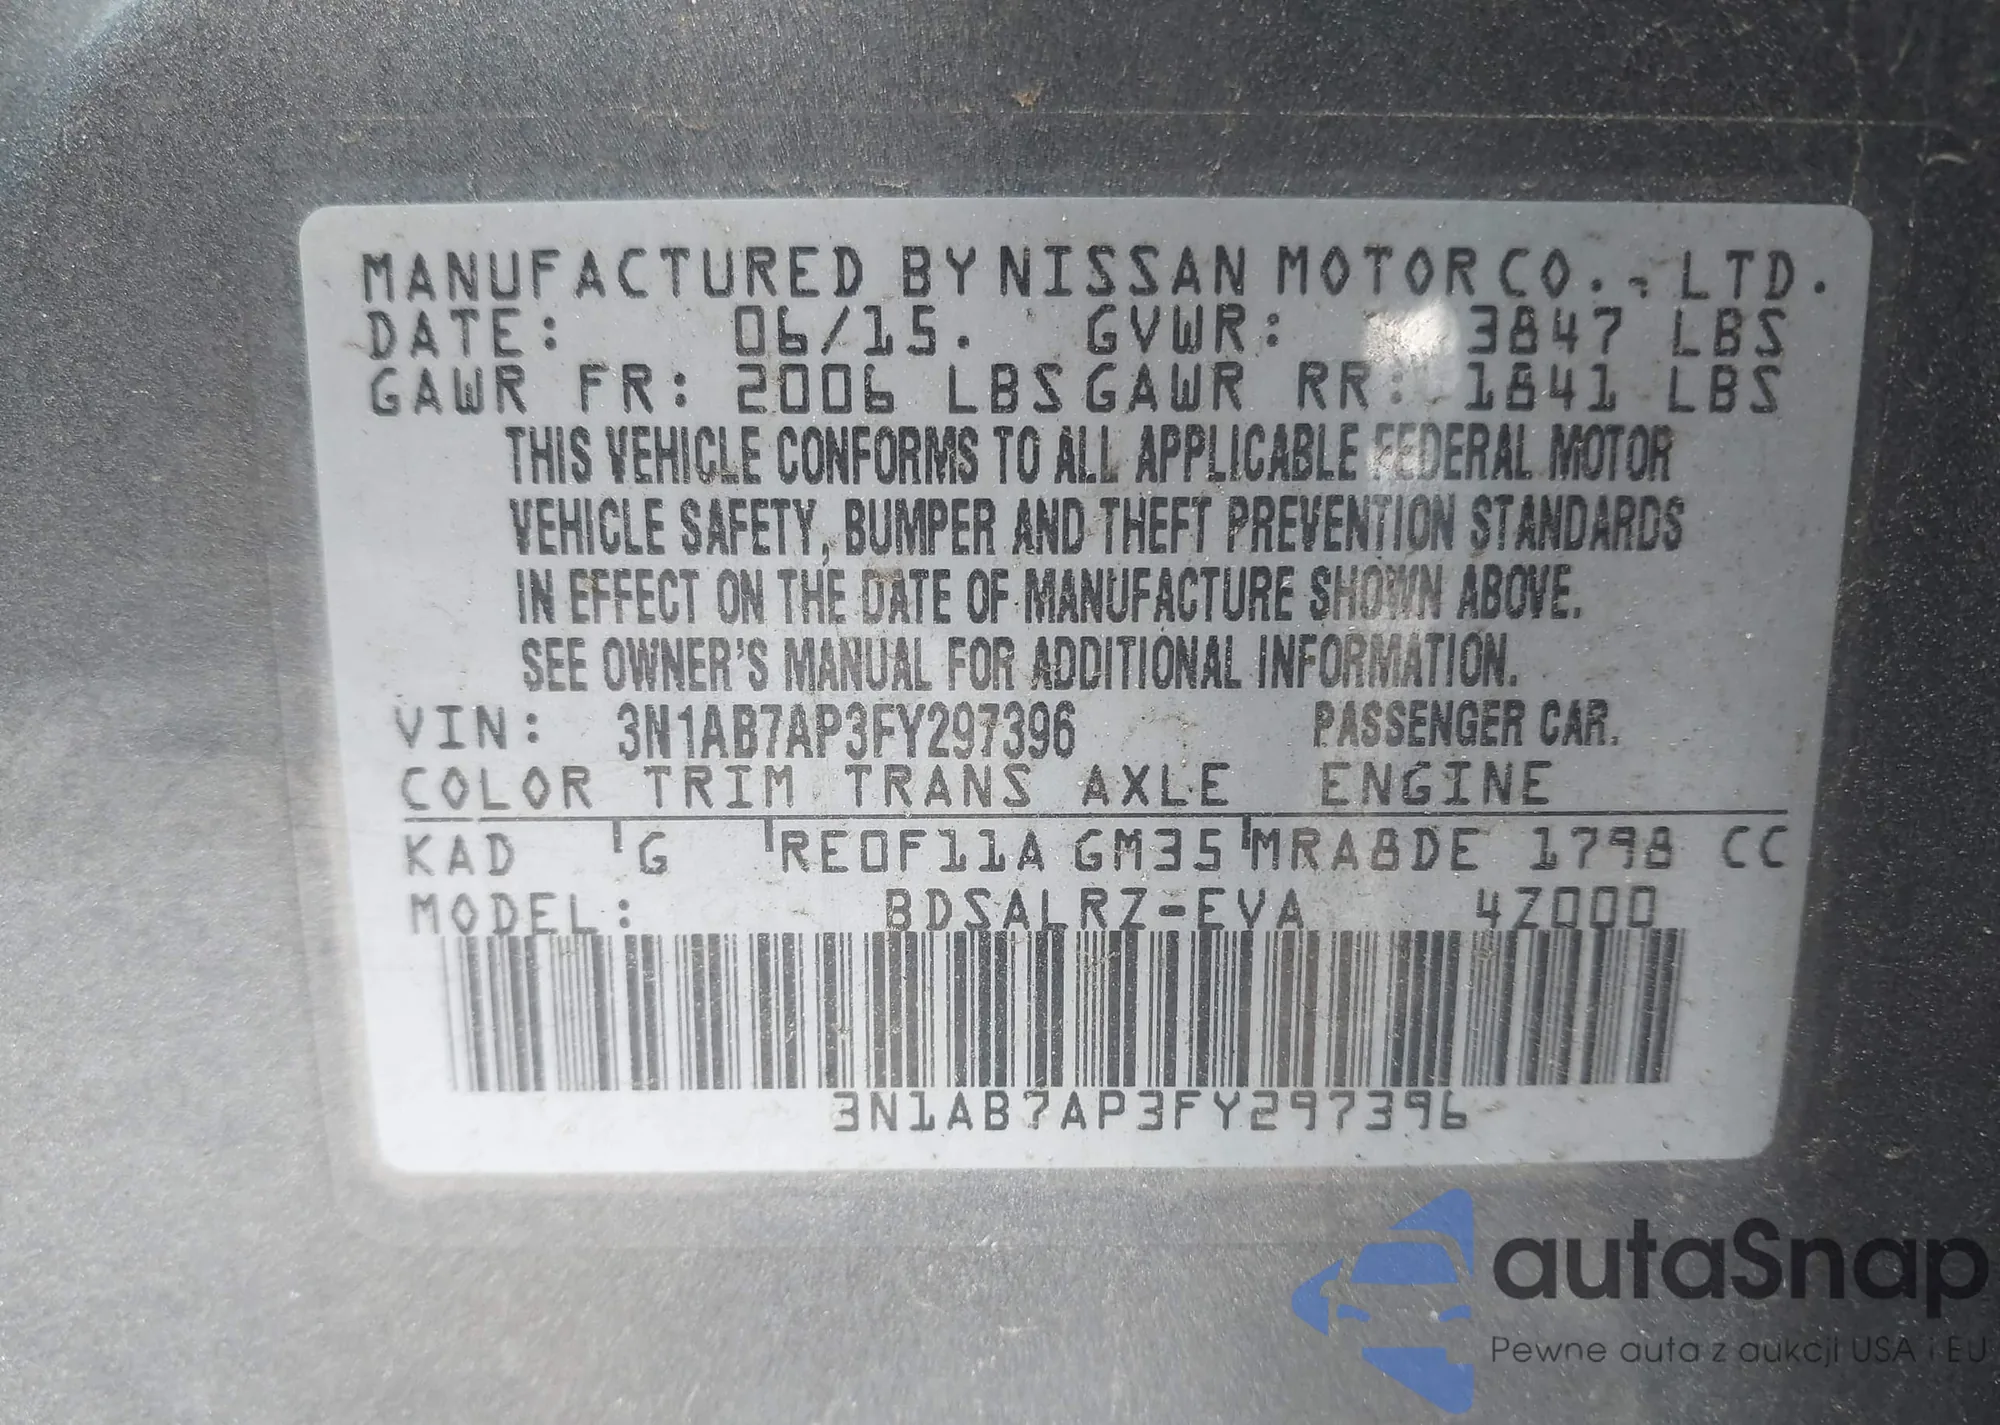 MANUFACTURED BY NISSAN MOTOR CO., LTD.
DATE: 06/15. GVWR: 3847 LBS
GAWR FR: 2006 LBS GAWR RR: 1841 LBS
THIS VEHICLE CONFORMS TO ALL APPLICABLE FEDERAL MOTOR
VEHICLE SAFETY, BUMPER AND THEFT PREVENTION STANDARDS
IN EFFECT ON THE DATE OF MANUFACTURE SHOWN ABOVE.
SEE OWNER'S MANUAL FOR ADDITIONAL INFORMATION.
VIN: 3N1AB7AP3FY297396 PASSENGER CAR.
COLOR TRIM TRANS AXLE ENGINE
KAD G RE0F11A GM35 MRA8DE 1798 CC
MODEL: BDSALRZ-EVA 4Z000
3N1AB7AP3FY297396
autaSnap
Pewne auta z aukcji USA i EU